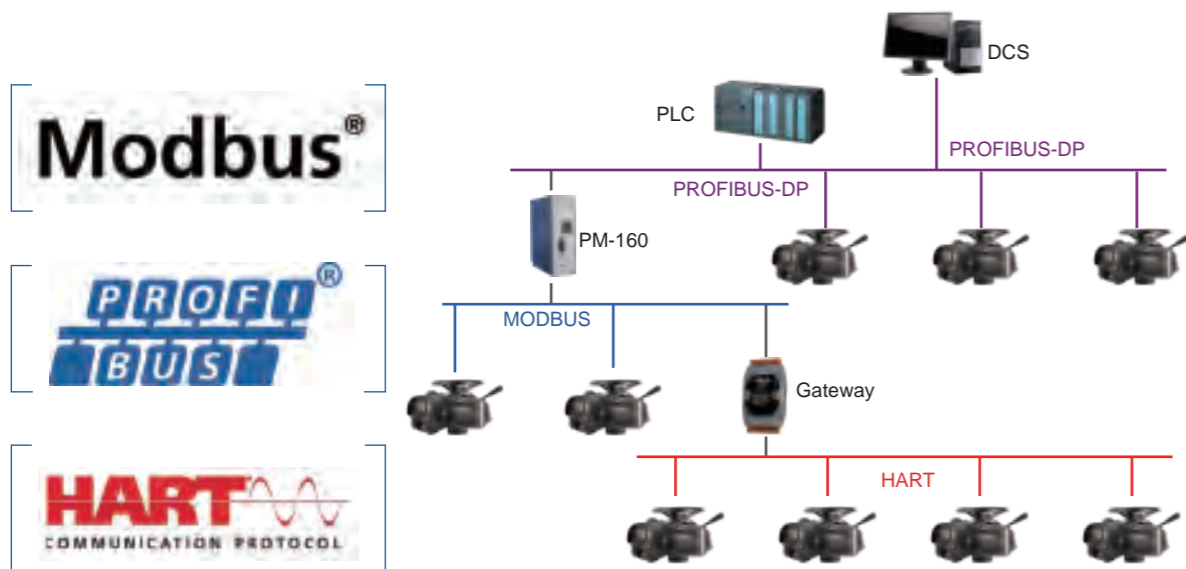 Modbus®
PROFI®
BUS
HART
COMMUNICATION PROTOCOL
DCS
PLC
PROFIBUS-DP
PROFIBUS-DP
PM-160
MODBUS
Gateway
HART